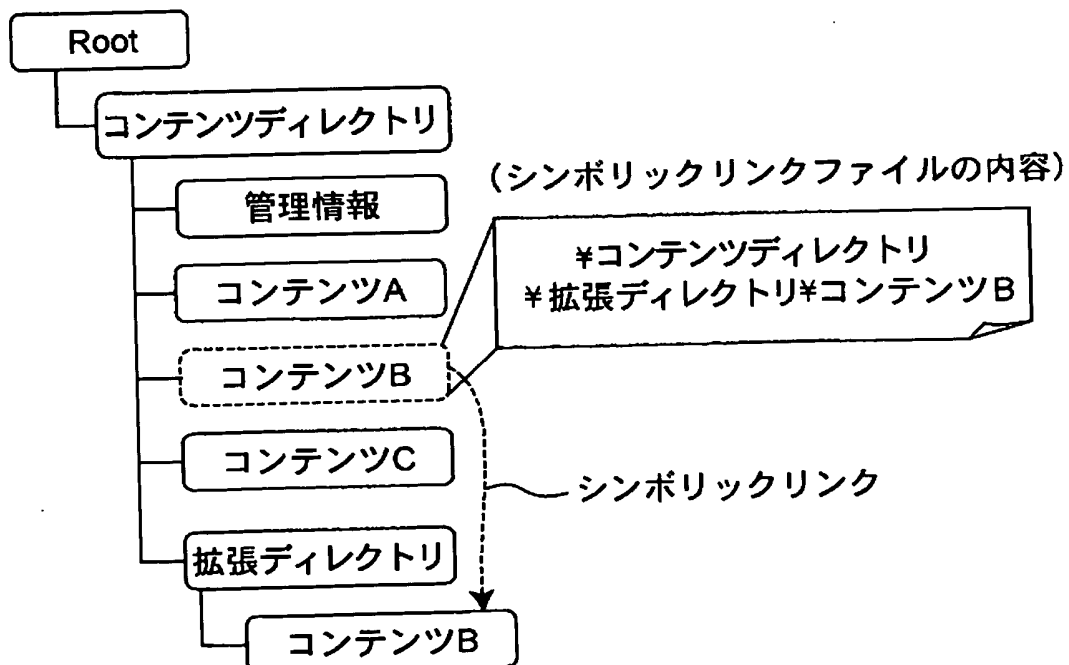 Root
コンテンツディレクトリ
管理情報
コンテンツA
コンテンツB
コンテンツC
拡張ディレクトリ
コンテンツB
(シンボリックリンクファイルの内容)
¥コンテンツディレクトリ
¥拡張ディレクトリ¥コンテンツB
シンボリックリンク